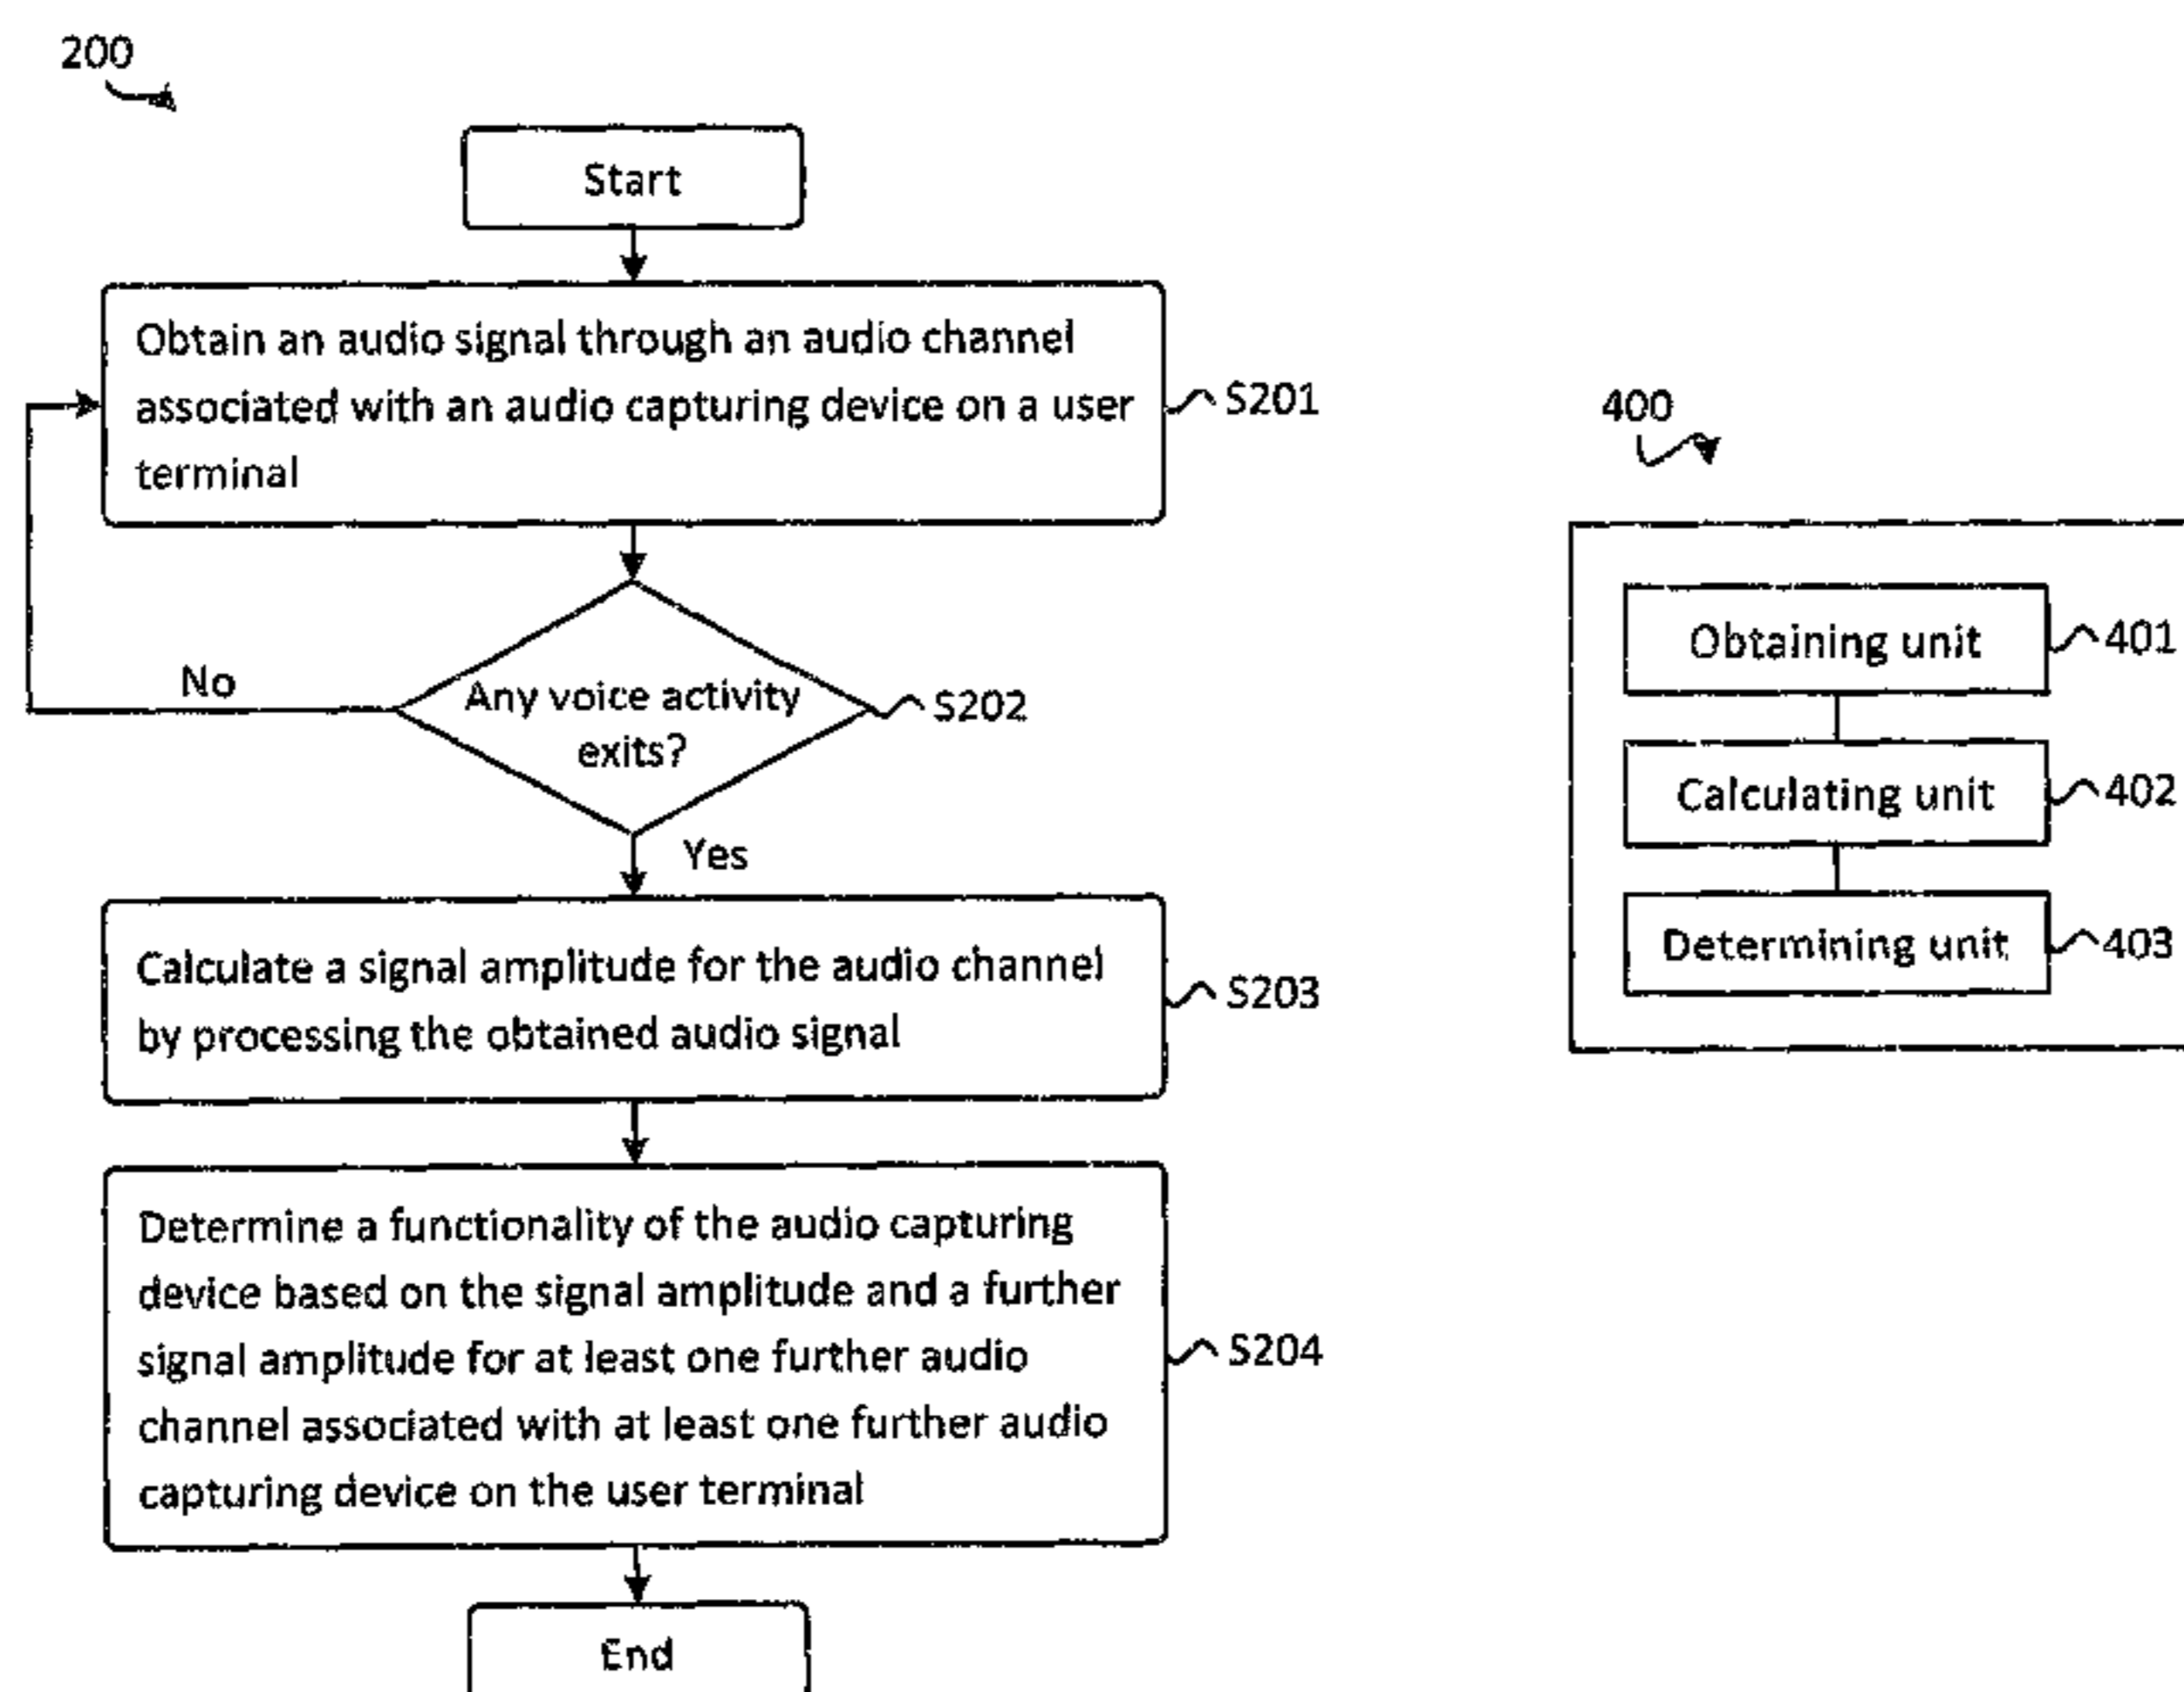 200
Start
Obtain an audio signal through an audio channel
associated with an audio capturing device on a user
terminal
S201
No
Any voice activity
exits?
S202
Yes
Calculate a signal amplitude for the audio channel
by processing the obtained audio signal
S203
Determine a functionality of the audio capturing
device based on the signal amplitude and a further
signal amplitude for at least one further audio
channel associated with at least one further audio
capturing device on the user terminal
S204
End
400
Obtaining unit
401
Calculating unit
402
Determining unit
403